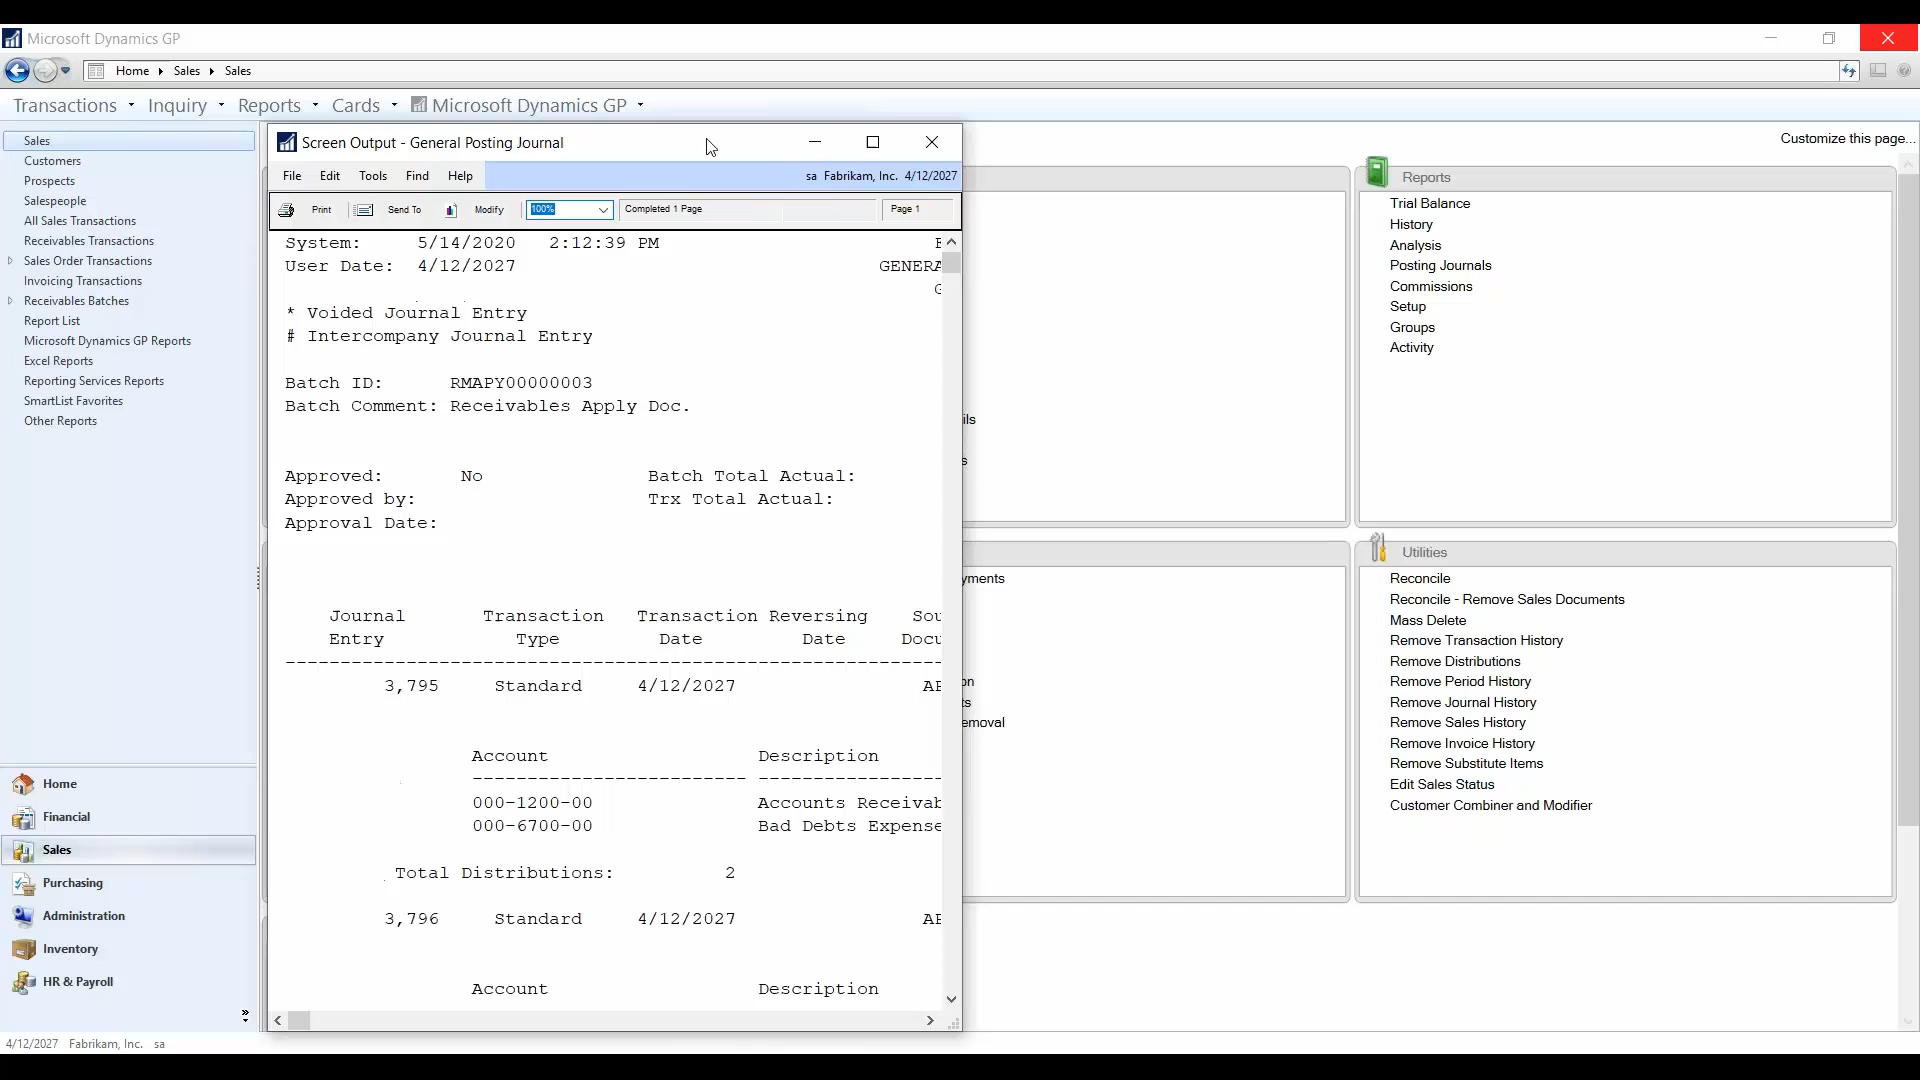 Microsoft Dynamics GP
Home Sales Sales
Transactions Inquiry Reports Cards Microsoft Dynamics GP
Customize this page...
Sales
Customers
Prospects
Salespeople
All Sales Transactions
Receivables Transactions
Sales Order Transactions
Invoicing Transactions
Receivables Batches
Report List
Microsoft Dynamics GP Reports
Excel Reports
Reporting Services Reports
SmartList Favorites
Other Reports
Home
Financial
Sales
Purchasing
Administration
Inventory
HR & Payroll
Screen Output - General Posting Journal
File Edit Tools Find Help sa Fabrikam, Inc. 4/12/2027
Print Send To Modify 100% Completed 1 Page Page 1
System: 5/14/2020 2:12:39 PM
User Date: 4/12/2027 GENERA
* Voided Journal Entry
# Intercompany Journal Entry
Batch ID: RMAPY00000003
Batch Comment: Receivables Apply Doc.
Approved: No Batch Total Actual:
Approved by: Trx Total Actual:
Approval Date:
Journal Transaction Transaction Reversing Sou
Entry Type Date Date Docu
3,795 Standard 4/12/2027
Account Description
000-1200-00 Accounts Receivab
000-6700-00 Bad Debts Expense
Total Distributions: 2
3,796 Standard 4/12/2027
Account Description
ils
s
yments
on
ts
emoval
Reports
Trial Balance
History
Analysis
Posting Journals
Commissions
Setup
Groups
Activity
Utilities
Reconcile
Reconcile - Remove Sales Documents
Mass Delete
Remove Transaction History
Remove Distributions
Remove Period History
Remove Journal History
Remove Sales History
Remove Invoice History
Remove Substitute Items
Edit Sales Status
Customer Combiner and Modifier
4/12/2027 Fabrikam, Inc. sa